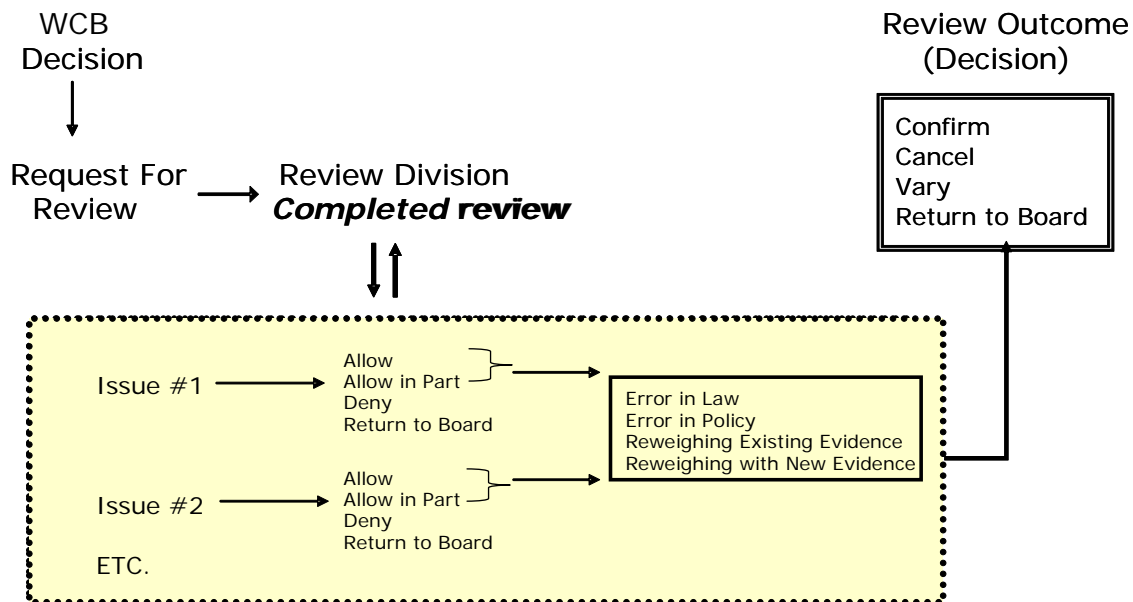 WCB
Decision
Request For
Review
Review Division
Completed review
Review Outcome
(Decision)
Confirm
Cancel
Vary
Return to Board
Issue #1
Allow
Allow in Part
Deny
Return to Board
Issue #2
Allow
Allow in Part
Deny
Return to Board
ETC.
Error in Law
Error in Policy
Reweighing Existing Evidence
Reweighing with New Evidence